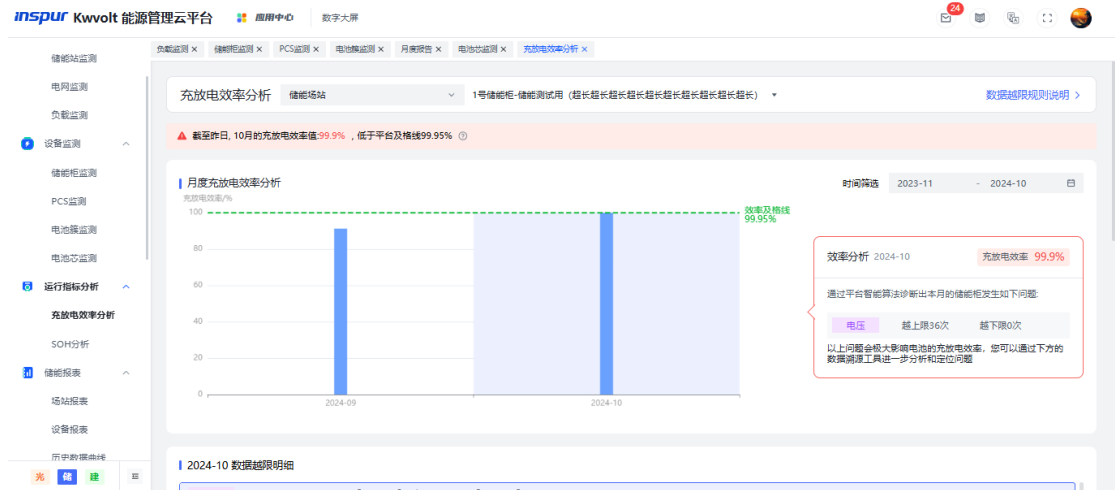 inspur Kwvolt 能源管理云平台 应用中心 数字大屏 24
负载监测 × 储能柜监测 × PCS监测 × 电池簇监测 × 月度报告 × 电池芯监测 × 充放电效率分析 ×
储能站监测
电网监测
负载监测
设备监测
储能柜监测
PCS监测
电池簇监测
电池芯监测
运行指标分析
充放电效率分析
SOH分析
储能报表
场站报表
设备报表
历史数据曲线
光 储 建
充放电效率分析 储能场站 1号储能柜-储能测试用（超长超长超长超长超长超长超长超长超长超长） 数据越限规则说明 >
截至昨日, 10月的充放电效率值:99.9% ，低于平台及格线99.95%
月度充放电效率分析 时间筛选 2023-11 - 2024-10
充放电效率/%
100
80
60
40
20
0
2024-09 2024-10
效率及格线
99.95%
效率分析 2024-10 充放电效率 99.9%
通过平台智能算法诊断出本月的储能柜发生如下问题:
电压 越上限36次 越下限0次
以上问题会极大影响电池的充放电效率，您可以通过下方的
数据溯源工具进一步分析和定位问题
2024-10 数据越限明细